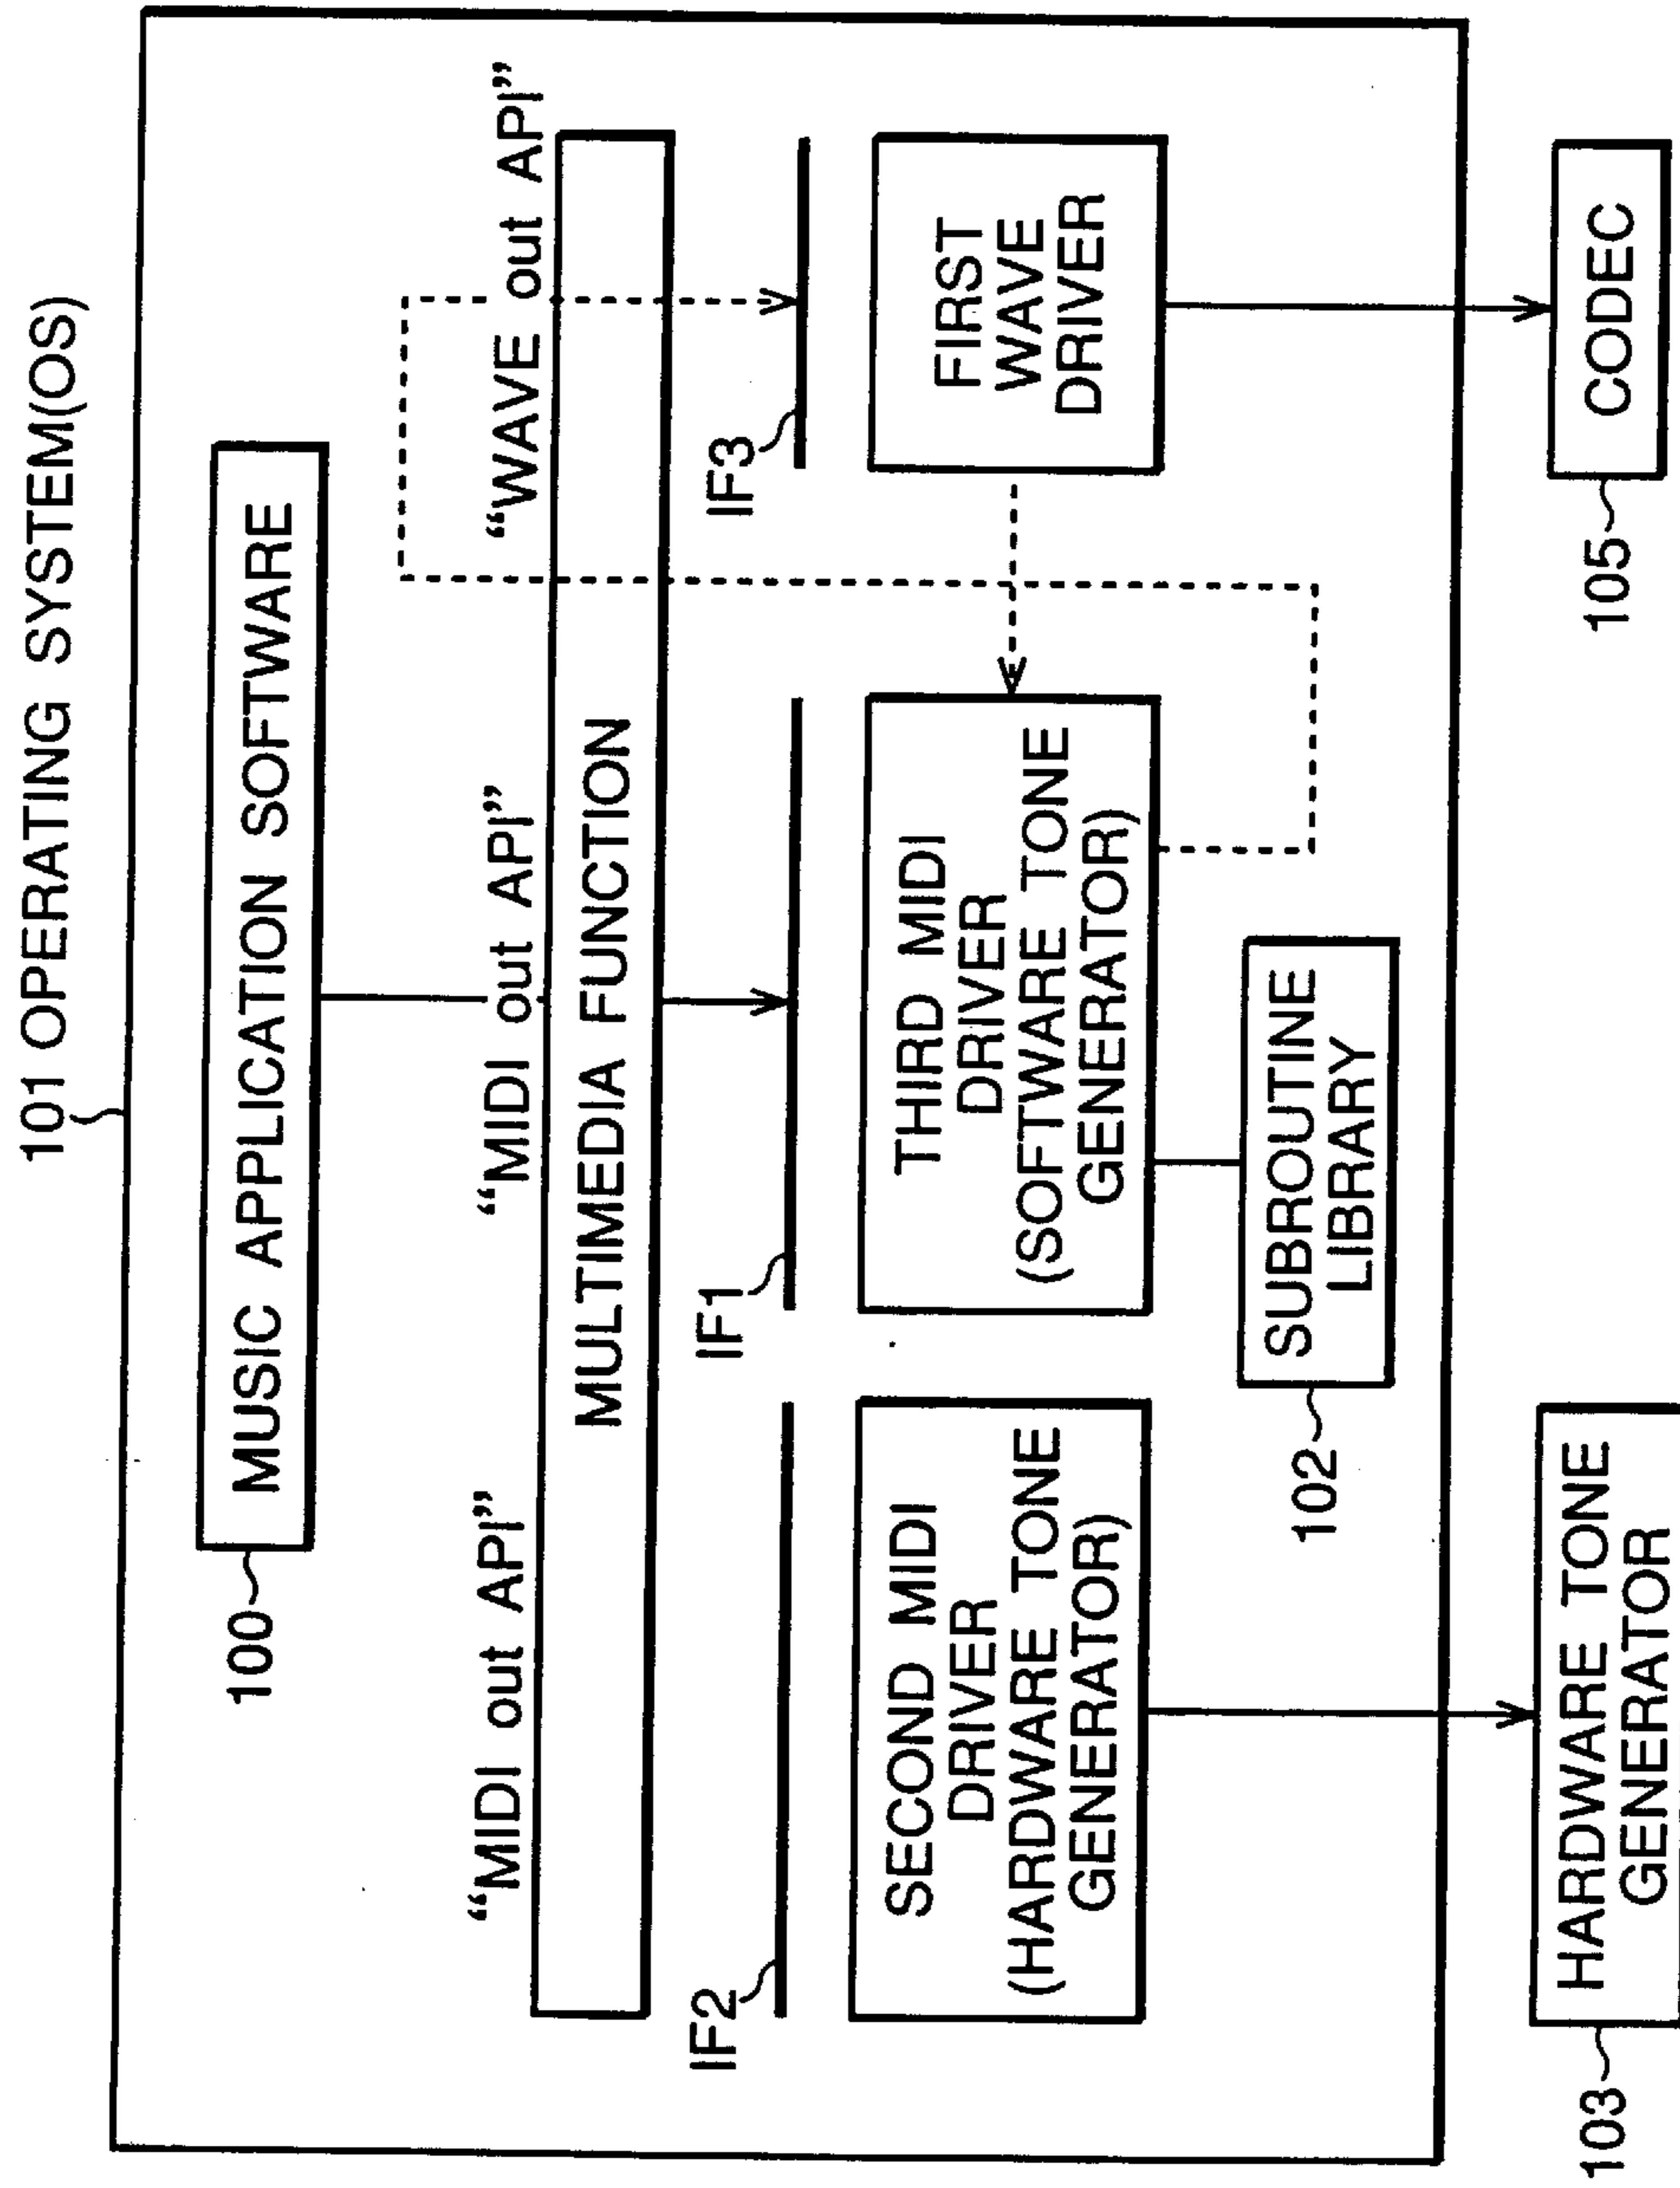 101 OPERATING SYSTEM(OS)
100
MUSIC APPLICATION SOFTWARE
“MIDI out API”
“MIDI out API”
“WAVE out API”
MULTIMEDIA FUNCTION
IF2
IF1
IF3
SECOND MIDI
DRIVER
(HARDWARE TONE
GENERATOR)
THIRD MIDI
DRIVER
(SOFTWARE TONE
GENERATOR)
FIRST
WAVE
DRIVER
102
SUBROUTINE
LIBRARY
103
HARDWARE TONE
GENERATOR
105
CODEC